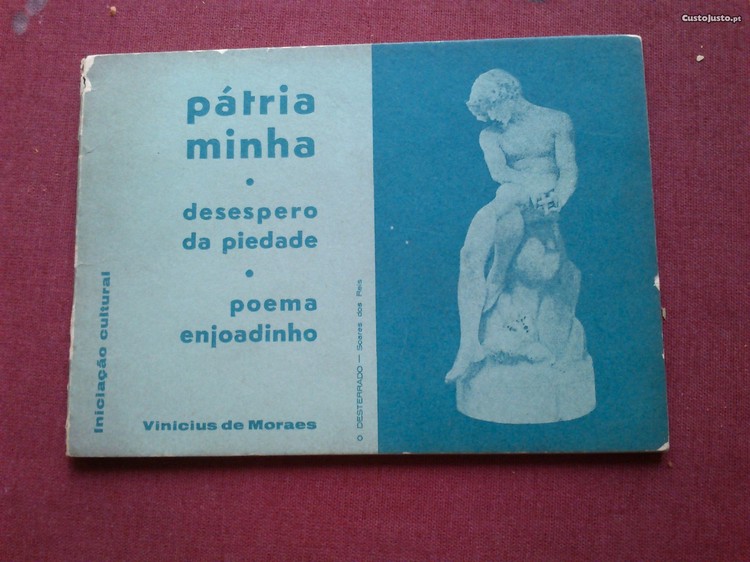 CustoJusto.pt
pátria
minha
•
desespero
da piedade
•
poema
enjoadinho
Vinicius de Moraes
Iniciação cultural
O DESTERRADO — Soares dos Reis